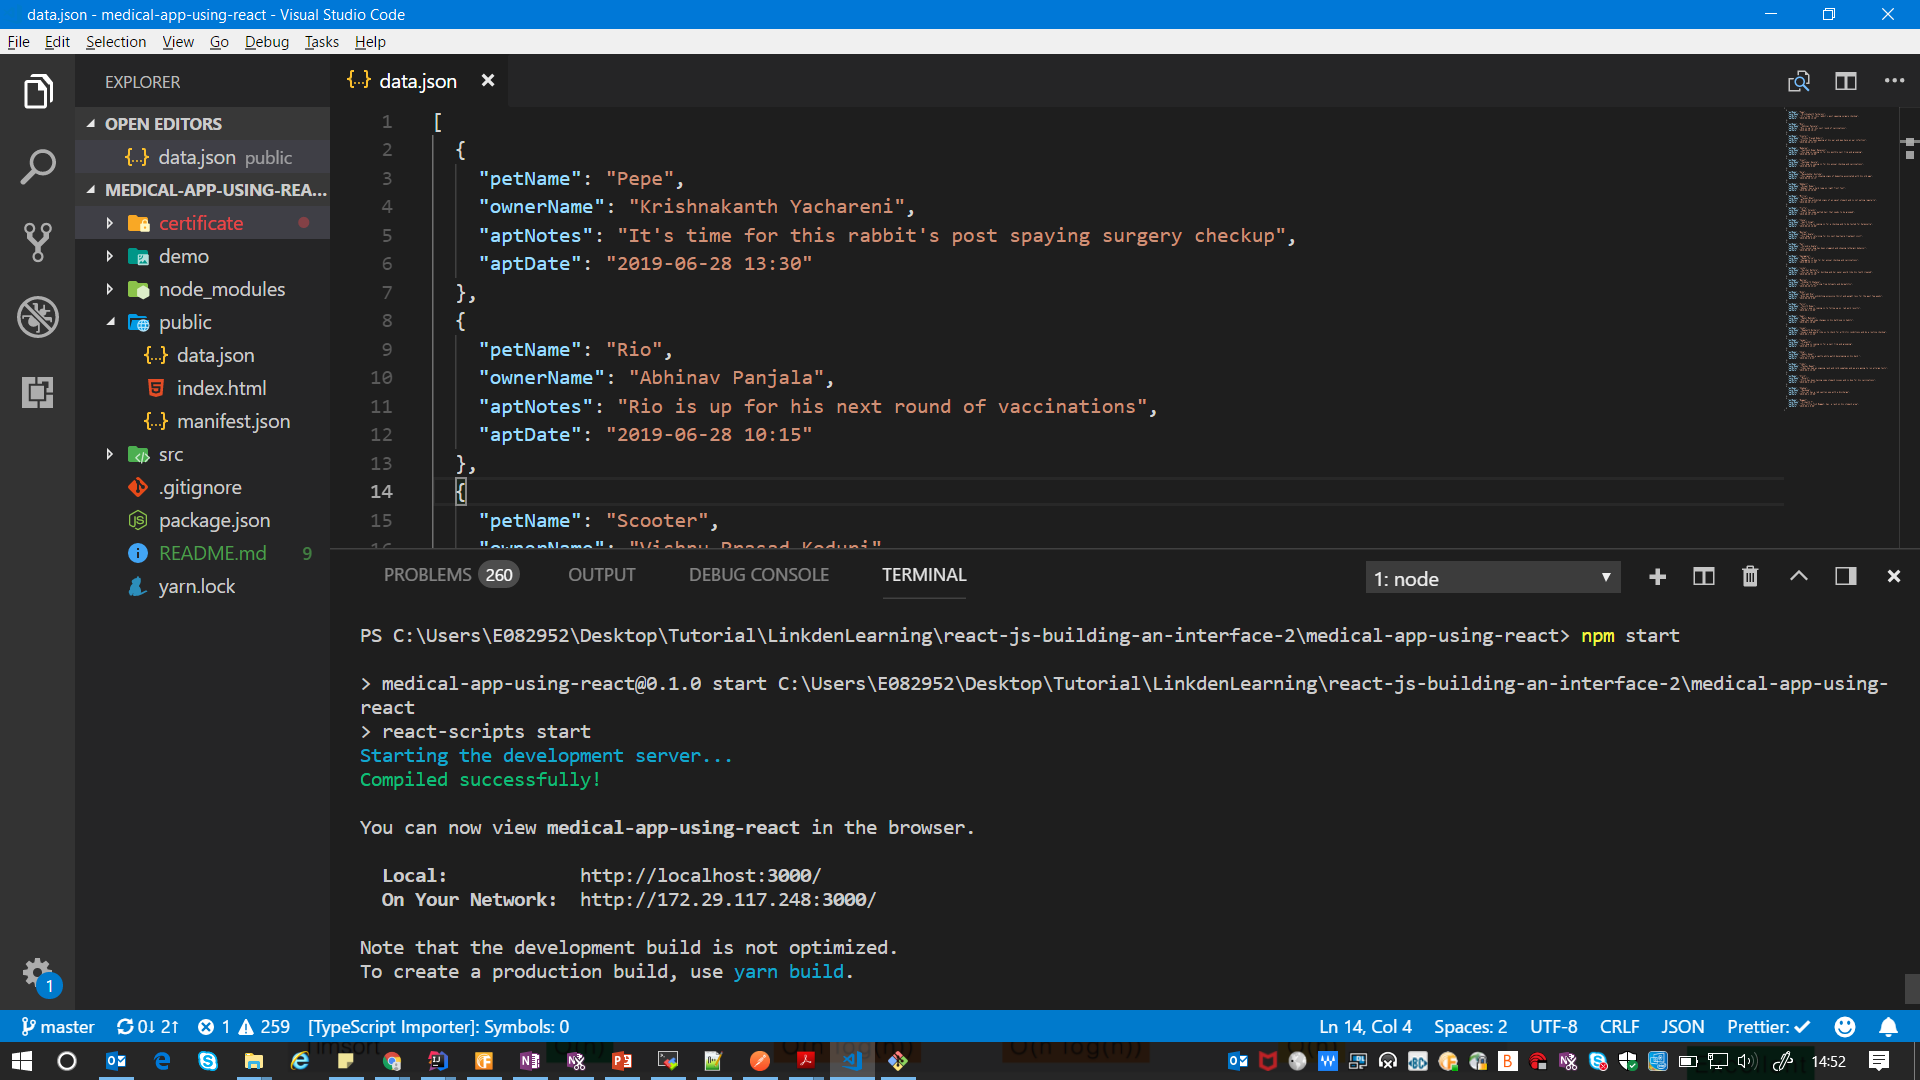 data.json - medical-app-using-react - Visual Studio Code
File Edit Selection View Go Debug Tasks Help
EXPLORER
OPEN EDITORS
{..} data.json public
MEDICAL-APP-USING-REA...
certificate
demo
node_modules
public
{..} data.json
index.html
{..} manifest.json
src
.gitignore
package.json
README.md 9
yarn.lock
{..} data.json
1 [
2 {
3 "petName": "Pepe",
4 "ownerName": "Krishnakanth Yachareni",
5 "aptNotes": "It's time for this rabbit's post spaying surgery checkup",
6 "aptDate": "2019-06-28 13:30"
7 },
8 {
9 "petName": "Rio",
10 "ownerName": "Abhinav Panjala",
11 "aptNotes": "Rio is up for his next round of vaccinations",
12 "aptDate": "2019-06-28 10:15"
13 },
14 {
15 "petName": "Scooter",
16 "ownerName": "Vishnu Prasad Koduri"
PROBLEMS 260 OUTPUT DEBUG CONSOLE TERMINAL 1: node
PS C:\Users\E082952\Desktop\Tutorial\LinkdenLearning\react-js-building-an-interface-2\medical-app-using-react> npm start
> medical-app-using-react@0.1.0 start C:\Users\E082952\Desktop\Tutorial\LinkdenLearning\react-js-building-an-interface-2\medical-app-using-
react
> react-scripts start
Starting the development server...
Compiled successfully!
You can now view medical-app-using-react in the browser.
Local: http://localhost:3000/
On Your Network: http://172.29.117.248:3000/
Note that the development build is not optimized.
To create a production build, use yarn build.
1
master 0↓ 2↑ 1 259 [TypeScript Importer]: Symbols: 0 Ln 14, Col 4 Spaces: 2 UTF-8 CRLF JSON Prettier: ✓
14:52